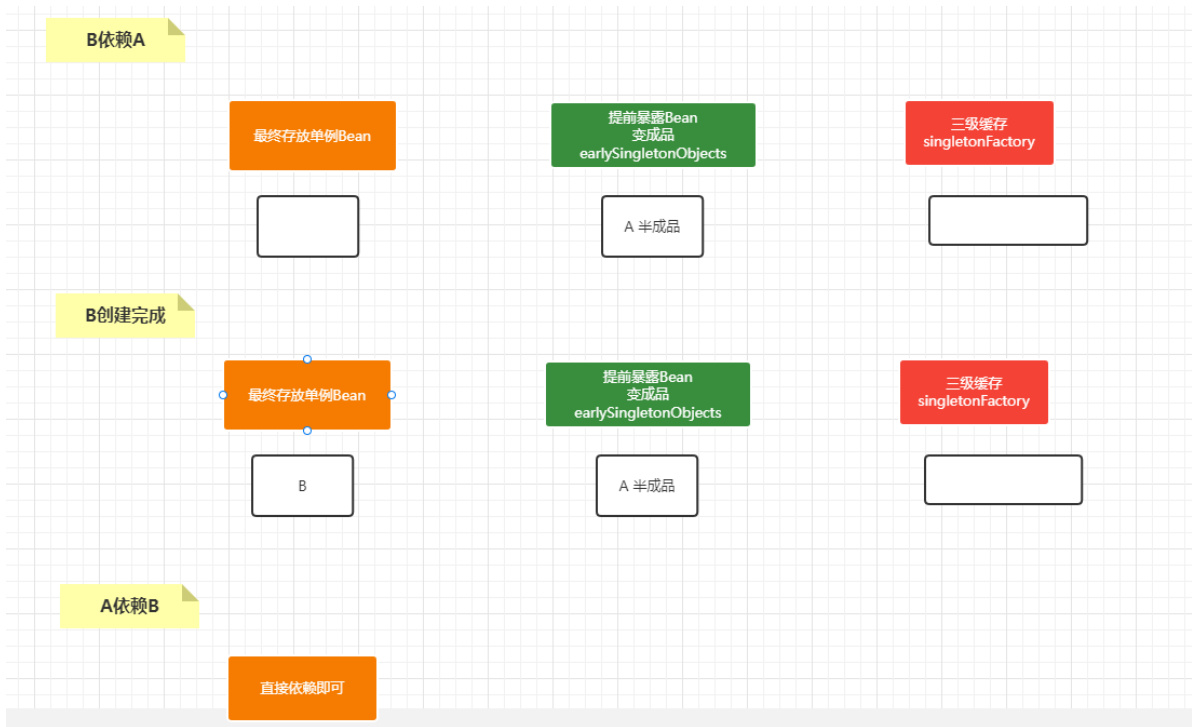 B依赖A
最终存放单例Bean
提前暴露Bean
变成品
earlySingletonObjects
三级缓存
singletonFactory
A 半成品
B创建完成
最终存放单例Bean
提前暴露Bean
变成品
earlySingletonObjects
三级缓存
singletonFactory
B
A 半成品
A依赖B
直接依赖即可